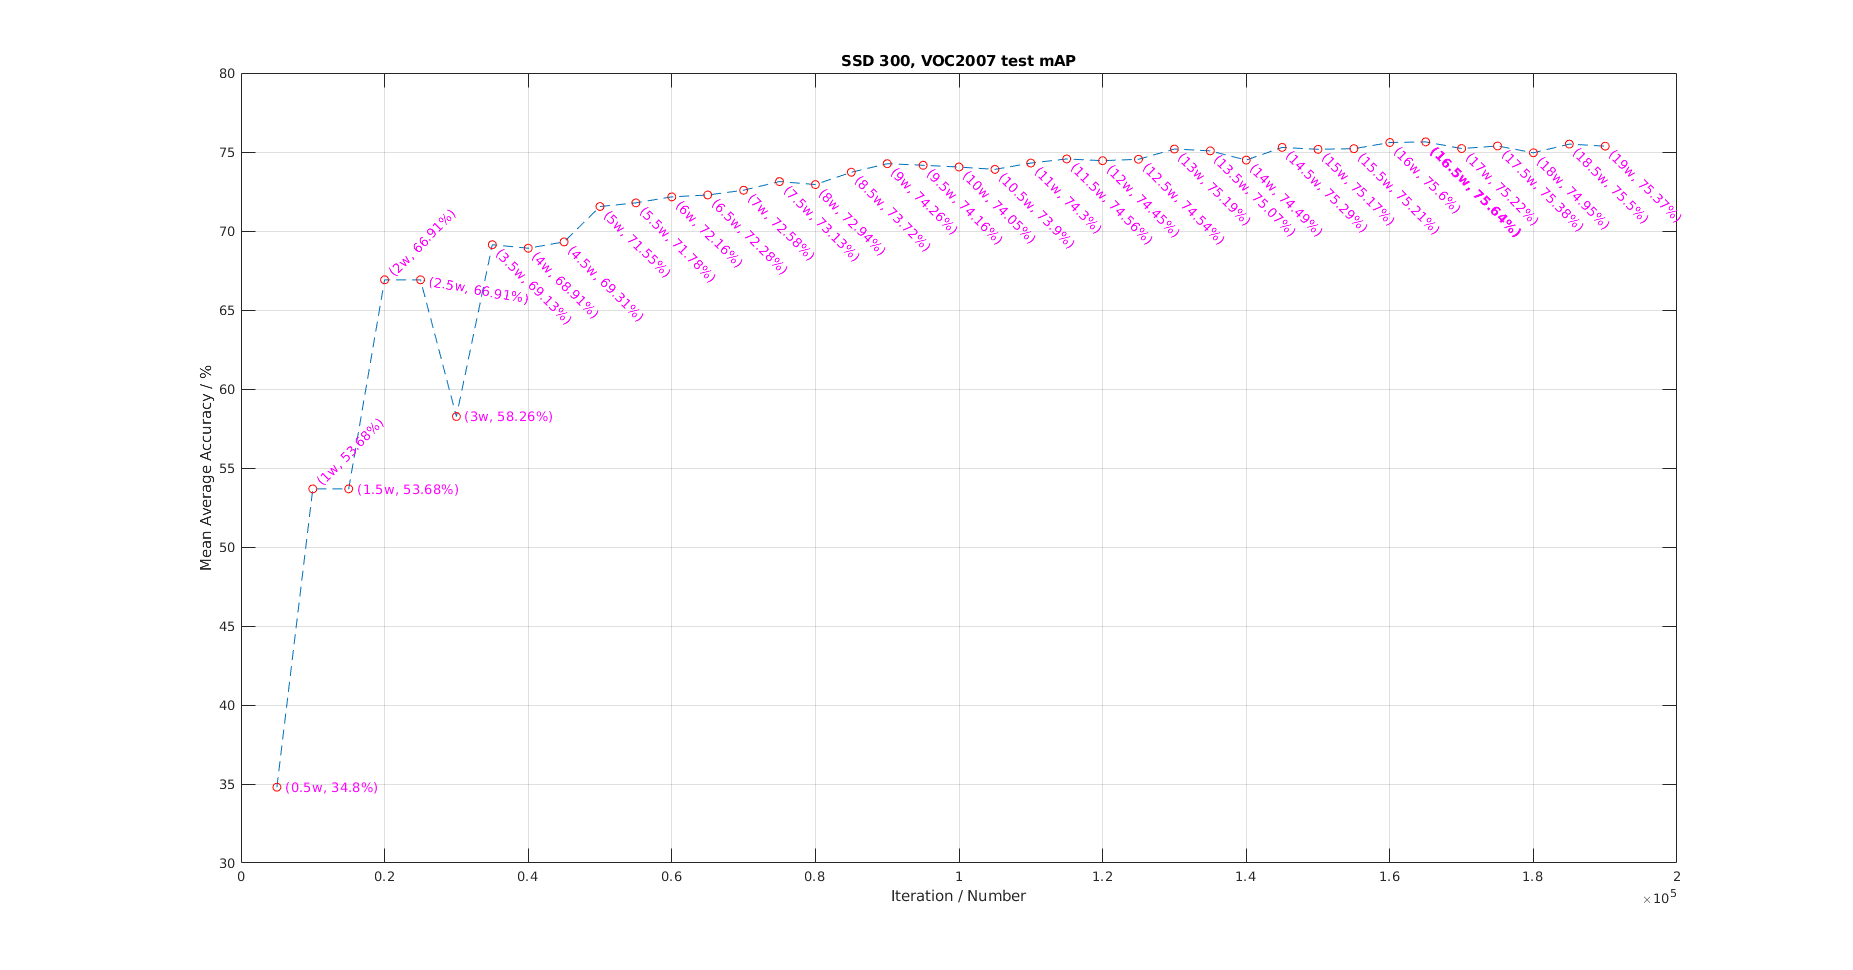 SSD 300, VOC2007 test mAP
Mean Average Accuracy / %
80
75
70
65
60
55
50
45
40
35
30
(0.5w, 34.8%)
(1w, 53.68%)
(1.5w, 53.68%)
(2w, 66.91%)
(2.5w, 66.91%)
(3w, 58.26%)
(3.5w, 69.13%)
(4w, 68.91%)
(4.5w, 69.31%)
(5w, 71.55%)
(5.5w, 71.78%)
(6w, 72.16%)
(6.5w, 72.28%)
(7w, 72.58%)
(7.5w, 73.13%)
(8w, 72.94%)
(8.5w, 73.72%)
(9w, 74.26%)
(9.5w, 74.16%)
(10w, 74.05%)
(10.5w, 73.9%)
(11w, 74.3%)
(11.5w, 74.56%)
(12w, 74.45%)
(12.5w, 74.54%)
(13w, 75.19%)
(13.5w, 75.07%)
(14w, 74.49%)
(14.5w, 75.29%)
(15w, 75.17%)
(15.5w, 75.21%)
(16w, 75.6%)
(16.5w, 75.64%)
(17w, 75.22%)
(17.5w, 75.38%)
(18w, 74.95%)
(18.5w, 75.5%)
(19w, 75.37%)
0 0.2 0.4 0.6 0.8 1 1.2 1.4 1.6 1.8 2
Iteration / Number
×10⁵